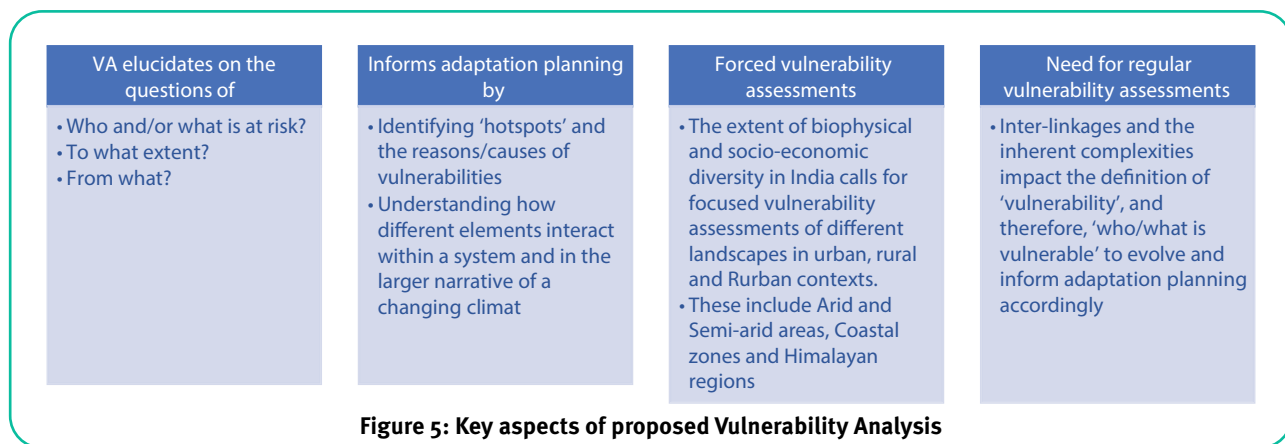 VA elucidates on the
questions of
• Who and/or what is at risk?
• To what extent?
• From what?
Informs adaptation planning
by
• Identifying ‘hotspots’ and
the reasons/causes of
vulnerabilities
• Understanding how
different elements interact
within a system and in the
larger narrative of a
changing climat
Forced vulnerability
assessments
• The extent of biophysical
and socio-economic
diversity in India calls for
focused vulnerability
assessments of different
landscapes in urban, rural
and Rurban contexts.
• These include Arid and
Semi-arid areas, Coastal
zones and Himalayan
regions
Need for regular
vulnerability assessments
• Inter-linkages and the
inherent complexities
impact the definition of
‘vulnerability’, and
therefore, ‘who/what is
vulnerable’ to evolve and
inform adaptation planning
accordingly
Figure 5: Key aspects of proposed Vulnerability Analysis